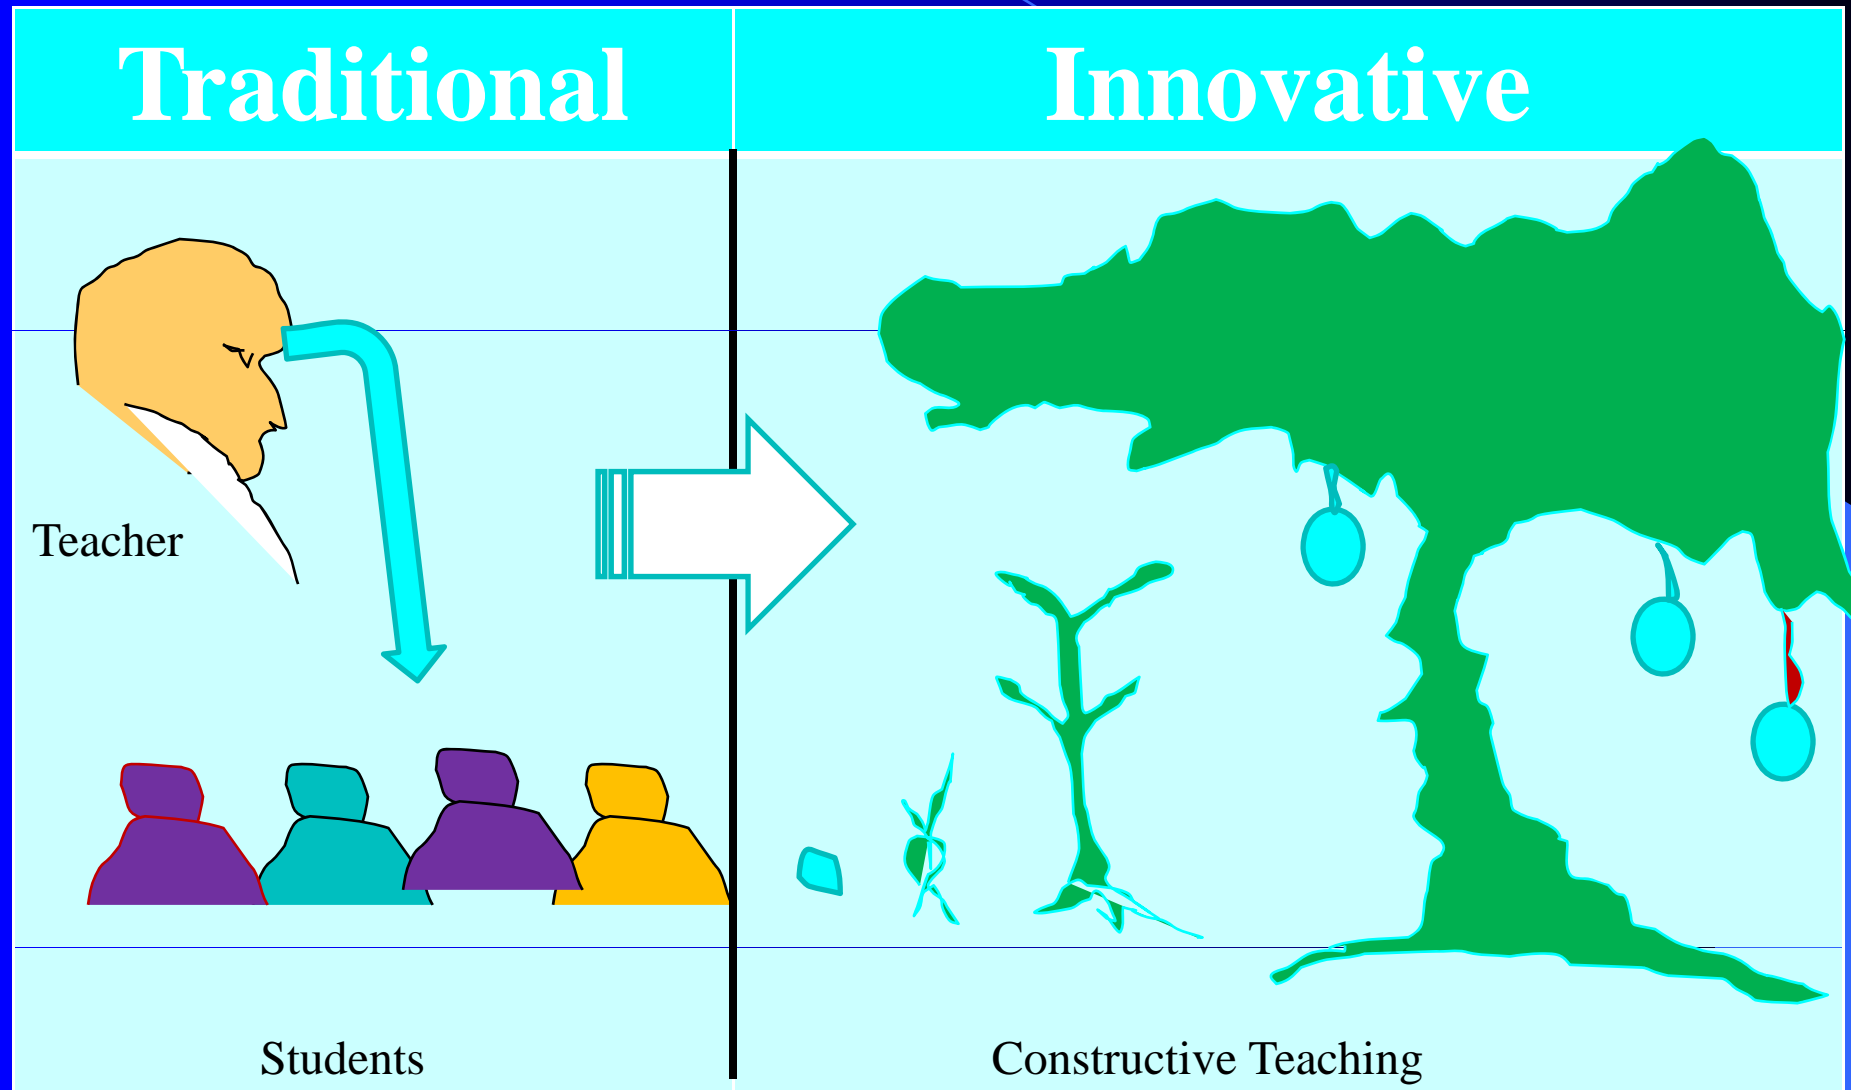 Traditional
Innovative
Teacher
Students
Constructive Teaching